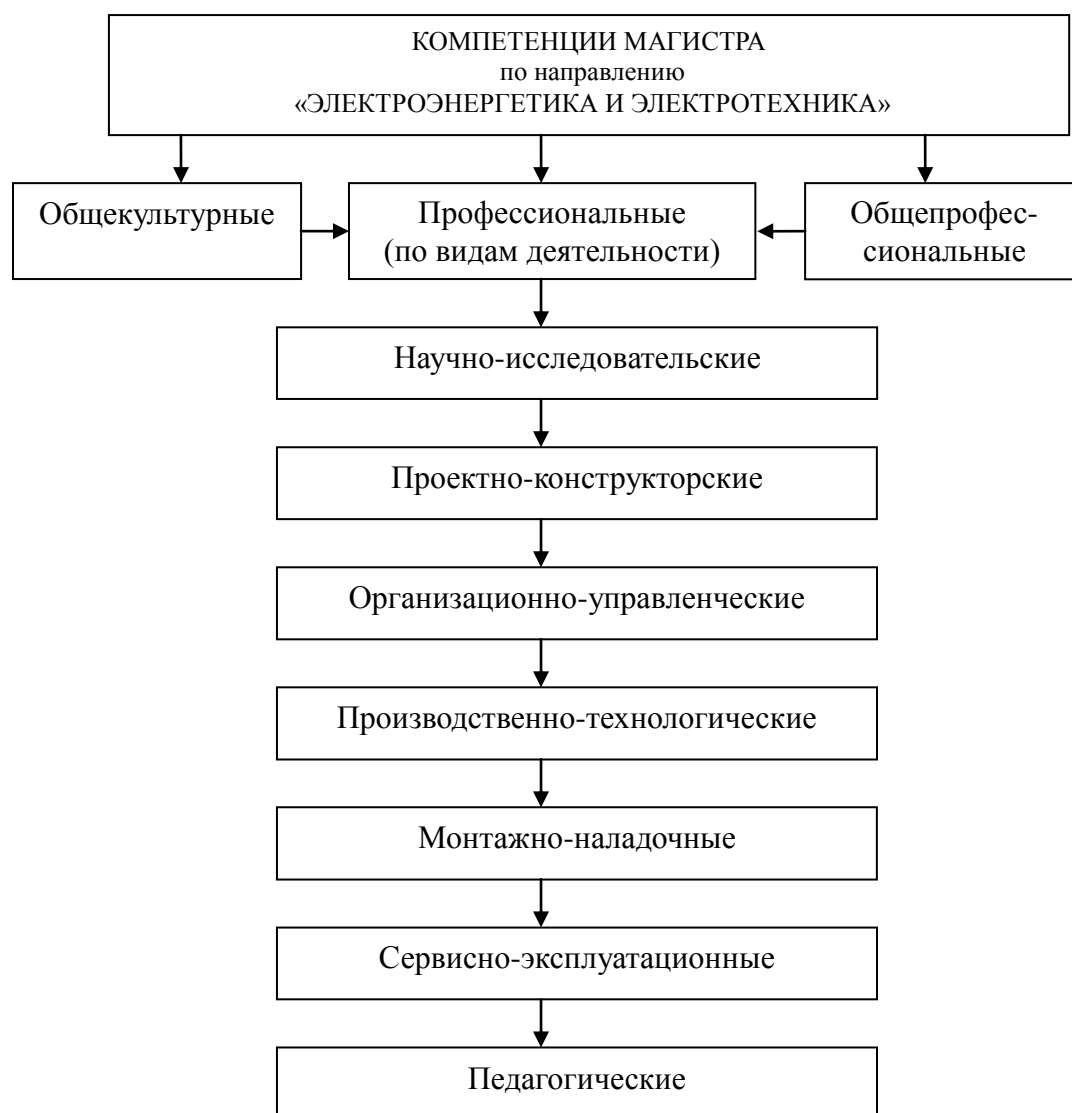 КОМПЕТЕНЦИИ МАГИСТРА
по направлению
«ЭЛЕКТРОЭНЕРГЕТИКА И ЭЛЕКТРОТЕХНИКА»
Общекультурные
Профессиональные
(по видам деятельности)
Общепрофес-
сиональные
Научно-исследовательские
Проектно-конструкторские
Организационно-управленческие
Производственно-технологические
Монтажно-наладочные
Сервисно-эксплуатационные
Педагогические